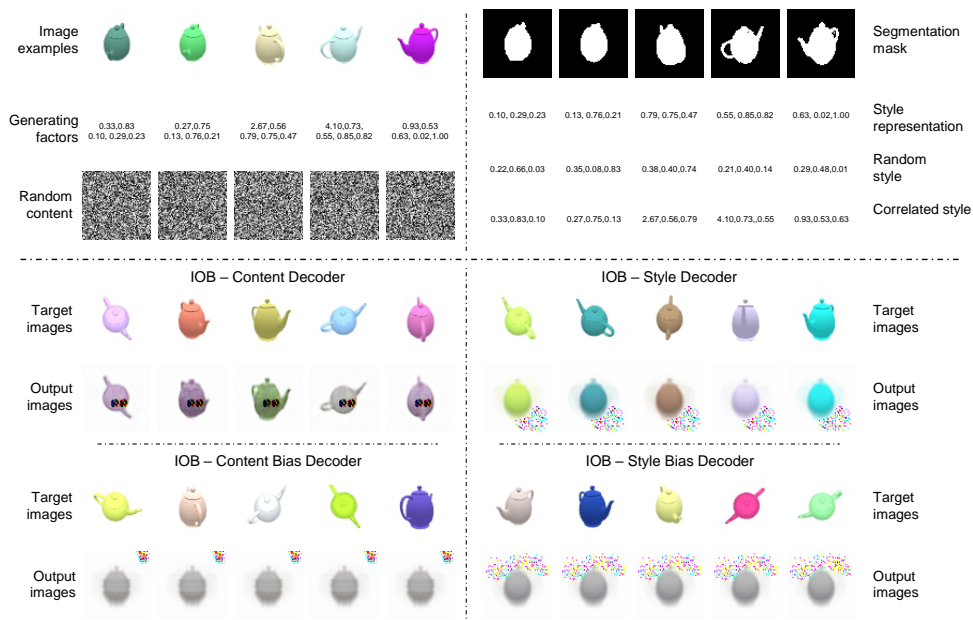 Image
examples
Generating
factors
0.33,0.83
0.10, 0.29,0.23
0.27,0.75
0.13, 0.76,0.21
2.67,0.56
0.79, 0.75,0.47
4.10,0.73,
0.55, 0.85,0.82
0.93,0.53
0.63, 0.02,1.00
Random
content
Segmentation
mask
0.10, 0.29,0.23
0.13, 0.76,0.21
0.79, 0.75,0.47
0.55, 0.85,0.82
0.63, 0.02,1.00
Style
representation
0.22,0.66,0.03
0.35,0.08,0.83
0.38,0.40,0.74
0.21,0.40,0.14
0.29,0.48,0.01
Random
style
0.33,0.83,0.10
0.27,0.75,0.13
2.67,0.56,0.79
4.10,0.73,,0.55
0.93,0.53,0.63
Correlated style
IOB – Content Decoder
Target
images
Output
images
IOB – Style Decoder
Target
images
Output
images
IOB – Content Bias Decoder
Target
images
Output
images
IOB – Style Bias Decoder
Target
images
Output
images